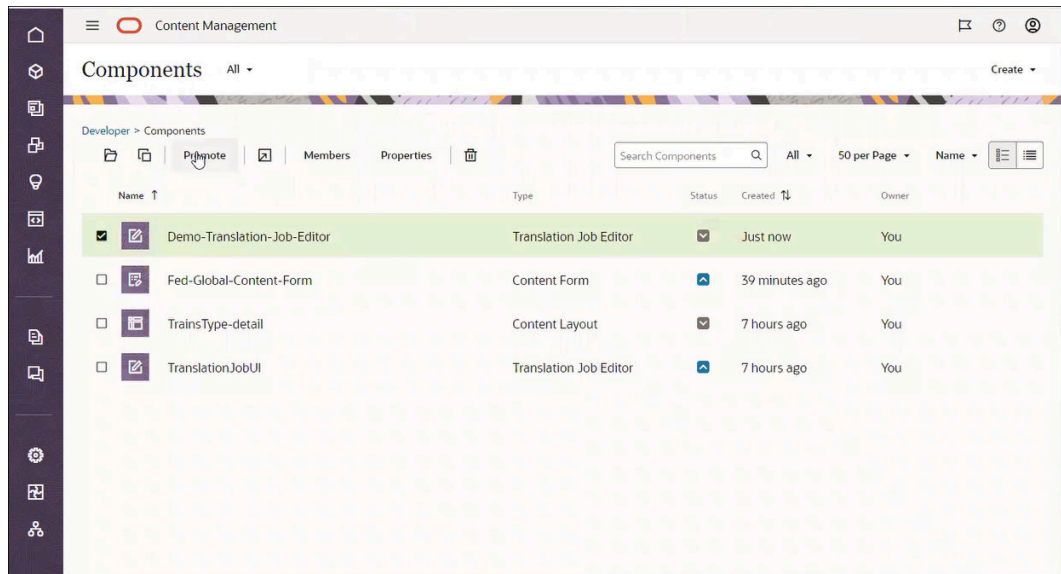 Content Management
Components All Create
Developer > Components
Promote Members Properties Search Components All 50 per Page Name
Name Type Status Created Owner
Demo-Translation-Job-Editor Translation Job Editor Just now You
Fed-Global-Content-Form Content Form 39 minutes ago You
TrainsType-detail Content Layout 7 hours ago You
TranslationJobUI Translation Job Editor 7 hours ago You